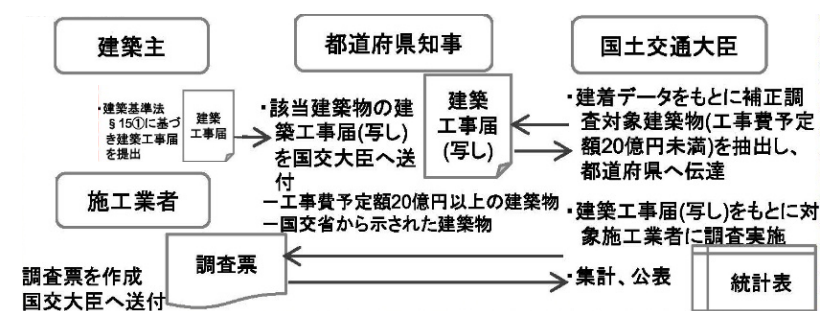 建築主
都道府県知事
国土交通大臣
・建築基準法
§15①に基づ
き建築工事届
を提出
建築
工事届
・該当建築物の建
築工事届(写し)
を国交大臣へ送
付
ー工事費予定額20億円以上の建築物
ー国交省から示された建築物
建築
工事届
(写し)
・建着データをもとに補正調
査対象建築物(工事費予定
額20億円未満)を抽出し、
都道府県へ伝達
・建築工事届(写し)をもとに対
象施工業者に調査実施
施工業者
調査票を作成
国交大臣へ送付
調査票
・集計、公表
統計表